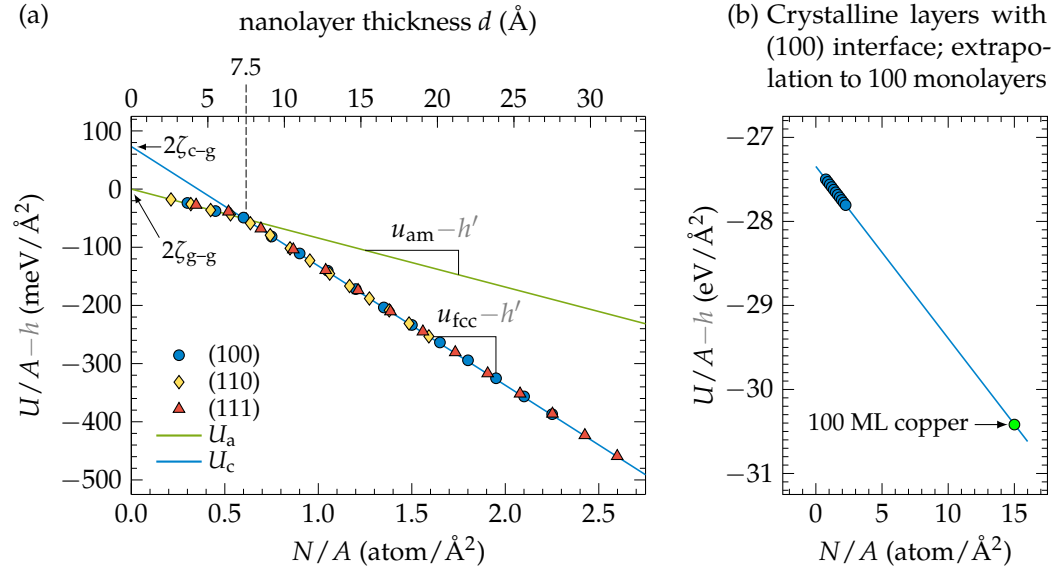 (a)
nanolayer thickness d (Å)
7.5
0 5 10 15 20 25 30
100
0
−100
−200
−300
−400
−500
U/A−h (meV/Å²)
2ζc–g
2ζg–g
uam−h′
ufcc−h′
(100)
(110)
(111)
Ua
Uc
0.0 0.5 1.0 1.5 2.0 2.5
N/A (atom/Å²)
(b) Crystalline layers with
(100) interface; extrapo-
lation to 100 monolayers
−27
−28
−29
−30
−31
U/A−h (eV/Å²)
100 ML copper
0 5 10 15
N/A (atom/Å²)